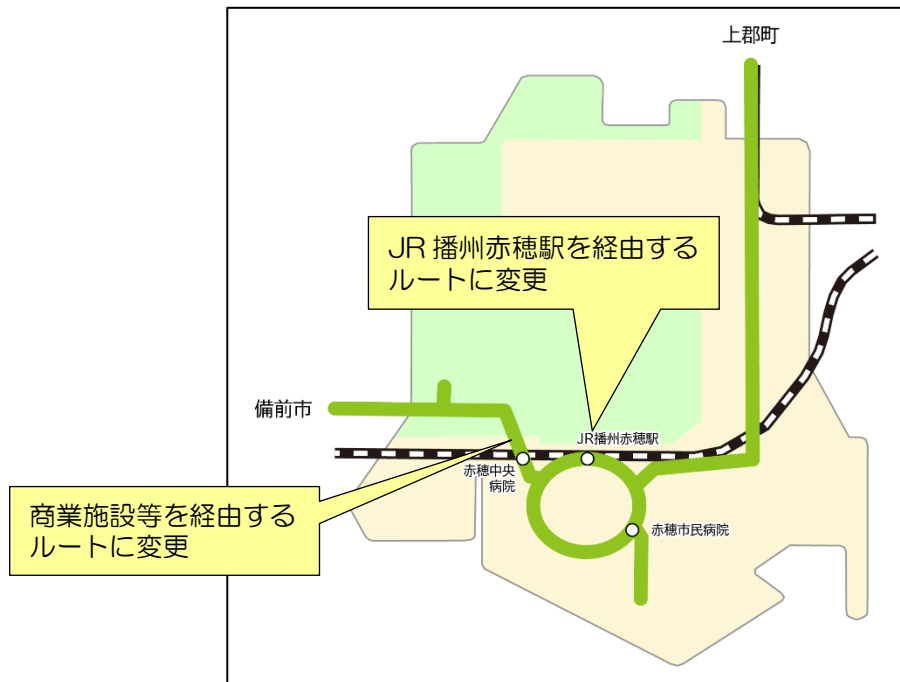 上郡町
JR 播州赤穂駅を経由する
ルートに変更
備前市
JR播州赤穂駅
赤穂中央
病院
商業施設等を経由する
ルートに変更
赤穂市民病院